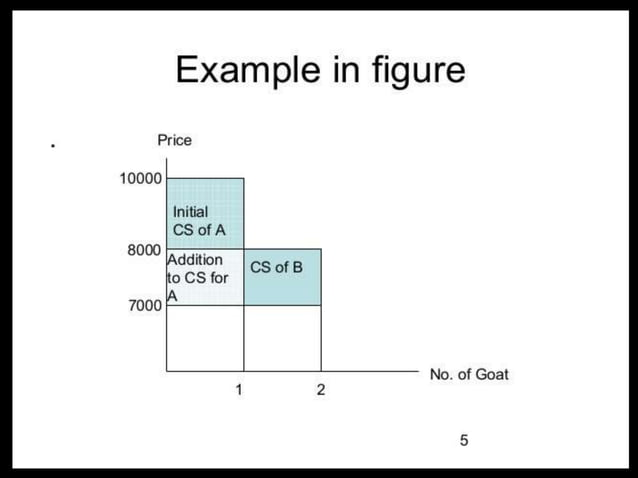 Example in figure
.
Price
10000
Initial
CS of A
8000
Addition
to CS for
A
CS of B
7000
1
2
No. of Goat
5